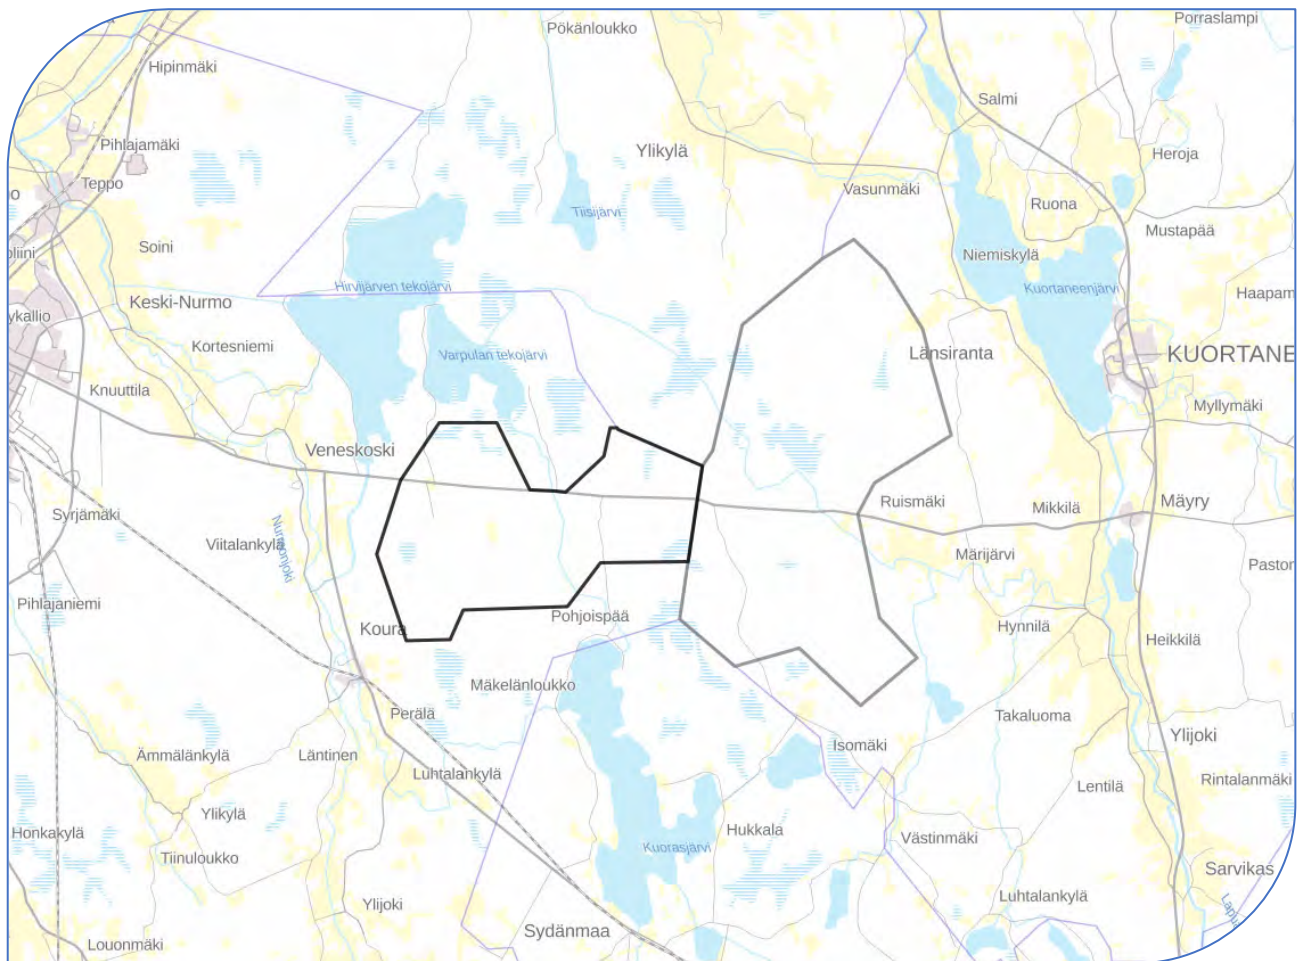 Pökänloukko
Porraslampi
Hipinmäki
Salmi
Pihlajamäki
Ylikylä
Heroja
Teppo
Vasunmäki
Ruona
Tiisijärvi
Mustapää
Soini
Niemiskylä
Hirvijärven tekojärvi
Kuortaneenjärvi
Haapam
Keski-Nurmo
ykallio
Kortesniemi
Varpulan tekojärvi
Länsiranta
KUORTANE
Knuuttila
Myllymäki
Veneskoski
Ruismäki
Mikkilä
Mäyry
Syrjämäki
Nurmonjoki
Viitalankylä
Märijärvi
Pastor
Pihlajaniemi
Pohjoispää
Koura
Hynnilä
Heikkilä
Mäkelänloukko
Perälä
Takaluoma
Ylijoki
Ämmälänkylä
Läntinen
Isomäki
Luhtalankylä
Rintalanmäki
Lentilä
Ylikylä
Honkakylä
Hukkala
Västinmäki
Kuorasjärvi
Tiinuloukko
Sarvikas
Luhtalankylä
Ylijoki
Lapu
Sydänmaa
Louonmäki